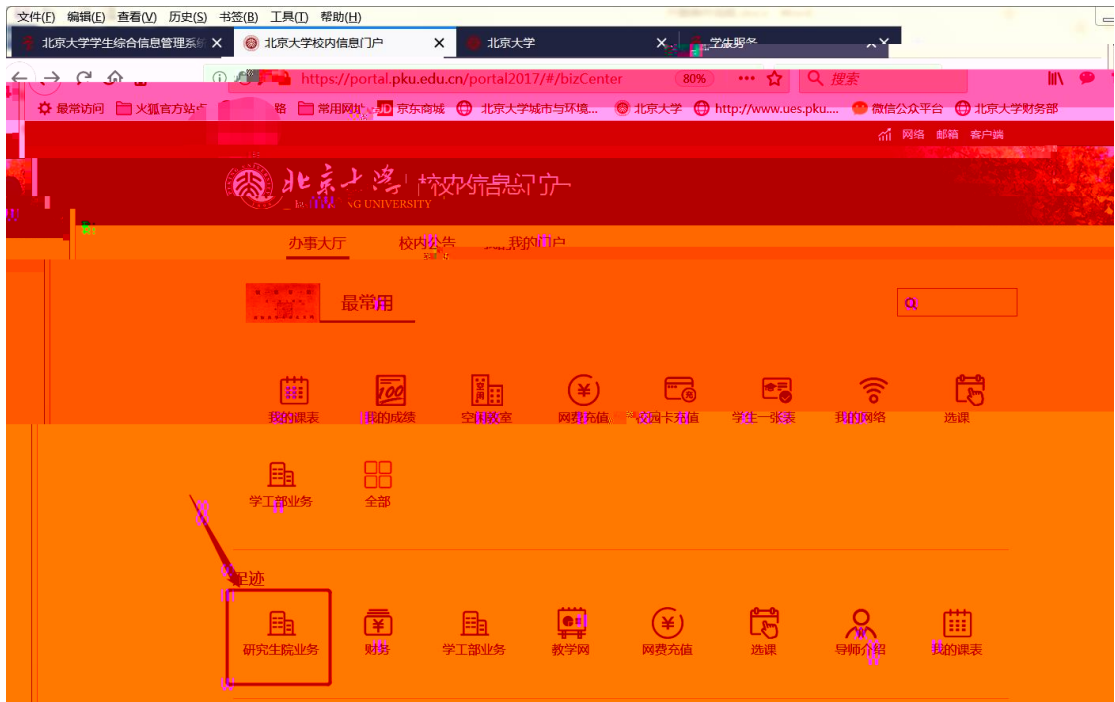 文件(F) 编辑(E) 查看(V) 历史(S) 书签(B) 工具(T) 帮助(H)
北京大学学生综合信息管理系统 北京大学校内信息门户 北京大学
https://portal.pku.edu.cn/portal2017/#/bizCenter 80% 搜索
最常访问 火狐官方站点 常用网址 JD 京东商城 北京大学城市与环境... 北京大学 http://www.ues.pku.... 微信公众平台 北京大学财务部
网络 邮箱 客户端
北京大学 校内信息门户
NG UNIVERSITY
办事大厅 校内公告 我的门户
最常用
100
我的课表 我的成绩 空闲教室 网费充值 校园卡充值 学生一张表 我的网络 选课
学工部业务 全部
足迹
研究生院业务 财务 学工部业务 教学网 网费充值 选课 导师介绍 我的课表